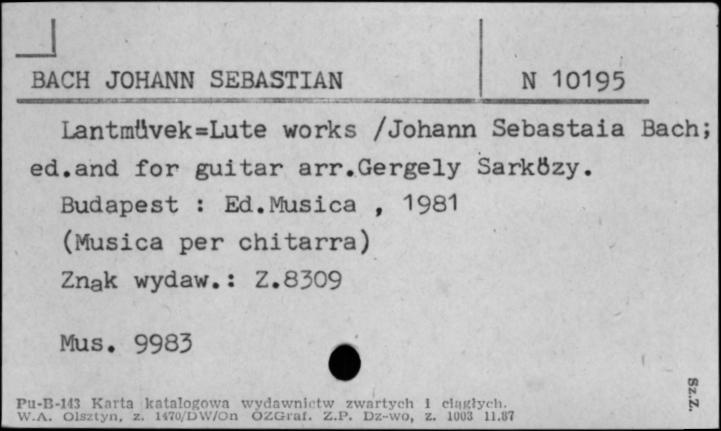 BACH JOHANN SEBASTIAN N 10195
Lantművek=Lute works /Johann Sebastaia Bach;
ed.and for guitar arr.Gergely Sarkőzy.
Budapest : Ed.Musica , 1981
(Musica per chitarra)
Znak wydaw.: Z.8309
Mus. 9983
Pu-B-143 Karta katalogowa wydawnictw zwartych i ciągłych.
W.A. Olsztyn, z. 1470/DW/On OZGraf. Z.P. Dz-wo, z. 1003 11.87
Sz.Z.